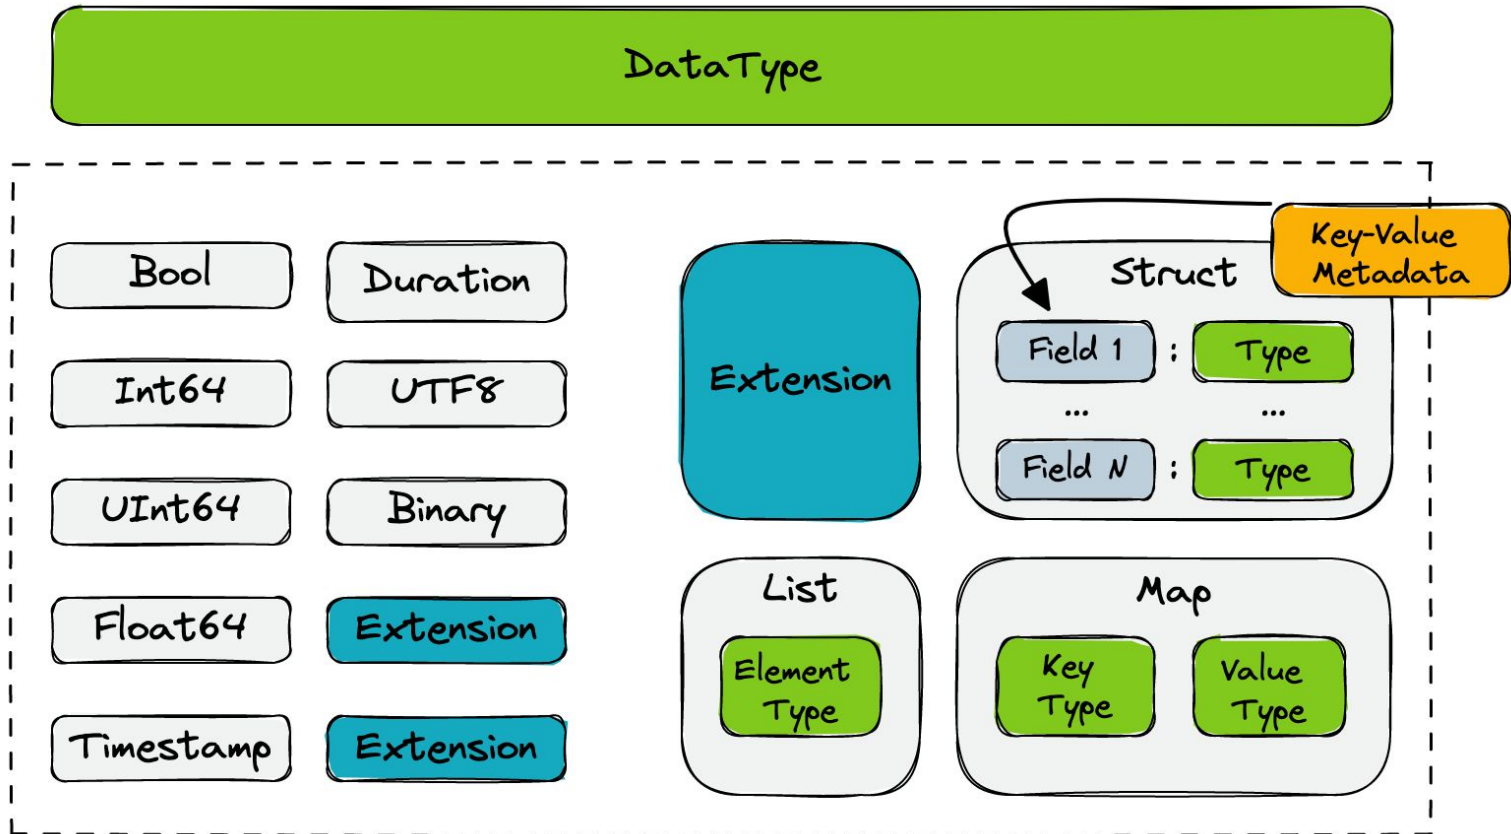 DataType
Bool
Duration
Int64
UTF8
UInt64
Binary
Float64
Extension
Timestamp
Extension
Extension
Struct
Key-Value
Metadata
Field 1 : Type
... ...
Field N : Type
List
Element
Type
Map
Key
Type
Value
Type